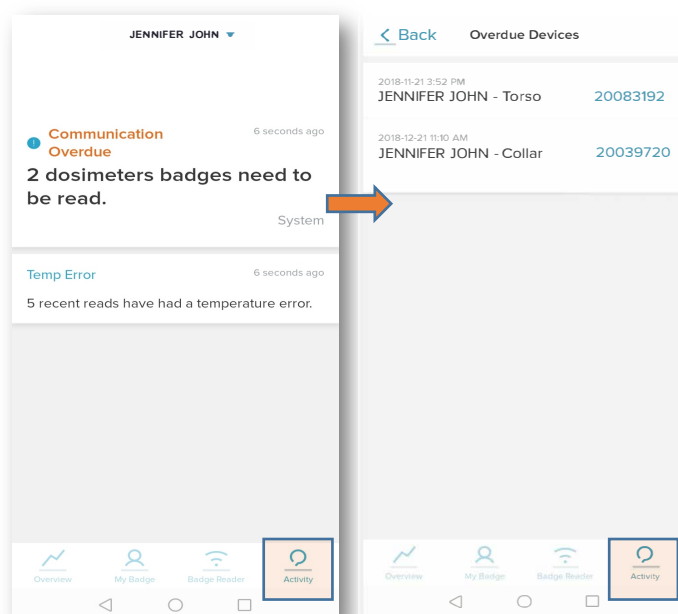 JENNIFER JOHN
Communication
Overdue
6 seconds ago
2 dosimeters badges need to
be read.
System
Temp Error
6 seconds ago
5 recent reads have had a temperature error.
Overview
My Badge
Badge Reader
Activity
Back
Overdue Devices
2018-11-21 3:52 PM
JENNIFER JOHN - Torso
20083192
2018-12-21 11:10 AM
JENNIFER JOHN - Collar
20039720
Overview
My Badge
Badge Reader
Activity